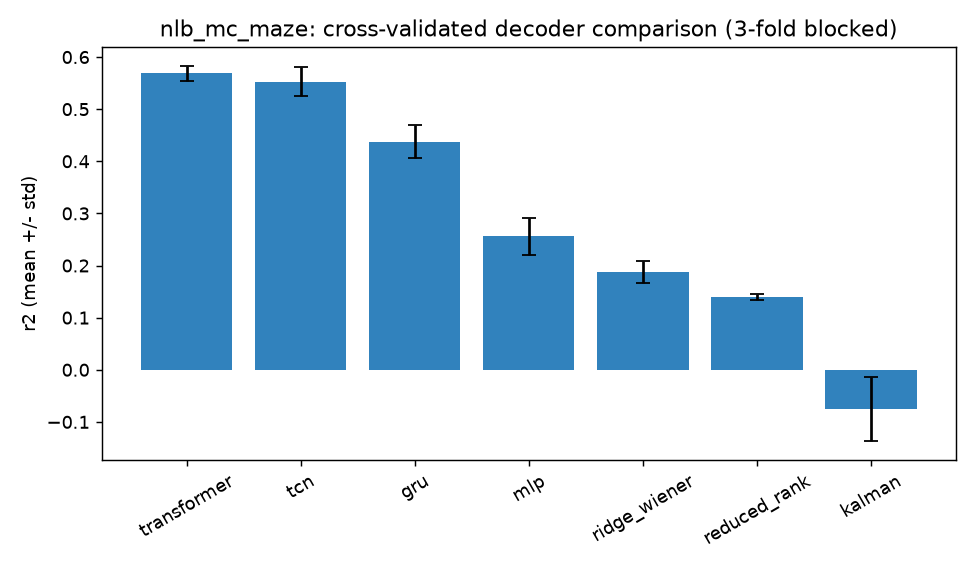 nlb_mc_maze: cross-validated decoder comparison (3-fold blocked)
r2 (mean +/- std)
0.6
0.5
0.4
0.3
0.2
0.1
0.0
−0.1
transformer
tcn
gru
mlp
ridge_wiener
reduced_rank
kalman